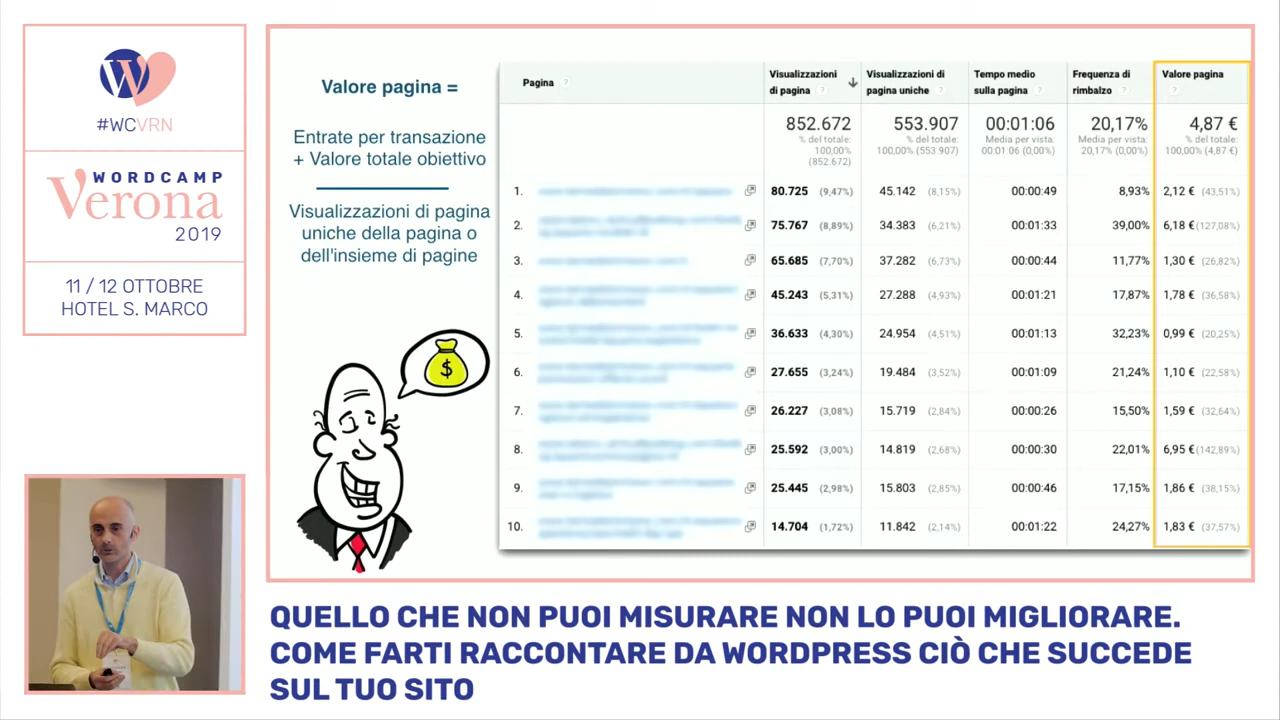 #WCVRN
WORDCAMP
Verona
2019
11 / 12 OTTOBRE
HOTEL S. MARCO
Valore pagina =
Entrate per transazione
+ Valore totale obiettivo
Visualizzazioni di pagina
uniche della pagina o
dell'insieme di pagine
$
Pagina ? Visualizzazioni di pagina ? Visualizzazioni di pagine uniche ? Tempo medio sulla pagina ? Frequenza di rimbalzo ? Valore pagina ?
852.672 553.907 00:01:06 20,17% 4,87 €
% del totale: 100,00% (852.672) % del totale: 100,00% (553.907) Media per vista: 00:01:06 (0,00%) Media per vista: 20,17% (0,00%) % del totale: 100,00% (4,87 €)
1. 80.725 (9,47%) 45.142 (8,15%) 00:00:49 8,93% 2,12 € (43,51%)
2. 75.767 (8,89%) 34.383 (6,21%) 00:01:33 39,00% 6,18 € (127,08%)
3. 65.685 (7,70%) 37.282 (6,73%) 00:00:44 11,77% 1,30 € (26,82%)
4. 45.243 (5,31%) 27.288 (4,93%) 00:01:21 17,87% 1,78 € (36,58%)
5. 36.633 (4,30%) 24.954 (4,51%) 00:01:13 32,23% 0,99 € (20,25%)
6. 27.655 (3,24%) 19.484 (3,52%) 00:01:09 21,24% 1,10 € (22,58%)
7. 26.227 (3,08%) 15.719 (2,84%) 00:00:26 15,50% 1,59 € (32,64%)
8. 25.592 (3,00%) 14.819 (2,68%) 00:00:30 22,01% 6,95 € (142,89%)
9. 25.445 (2,98%) 15.803 (2,85%) 00:00:46 17,15% 1,86 € (38,15%)
10. 14.704 (1,72%) 11.842 (2,14%) 00:01:22 24,27% 1,83 € (37,57%)
QUELLO CHE NON PUOI MISURARE NON LO PUOI MIGLIORARE.
COME FARTI RACCONTARE DA WORDPRESS CIÒ CHE SUCCEDE
SUL TUO SITO